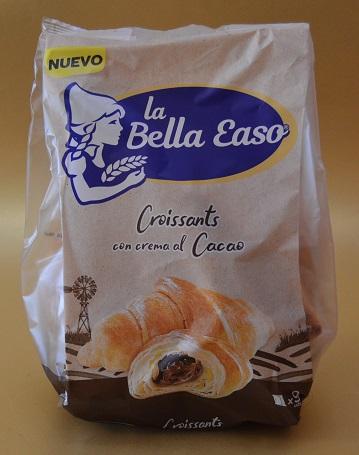 NUEVO
la
Bella Easo®
Croissants
con crema al Cacao
Croissants